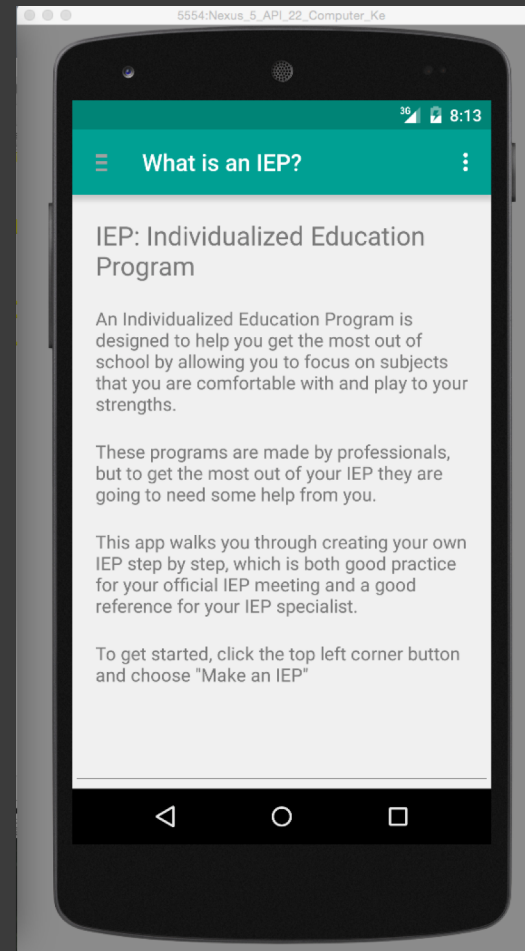 5554:Nexus_5_API_22_Computer_Ke
3G 8:13
What is an IEP?
IEP: Individualized Education
Program
An Individualized Education Program is
designed to help you get the most out of
school by allowing you to focus on subjects
that you are comfortable with and play to your
strengths.
These programs are made by professionals,
but to get the most out of your IEP they are
going to need some help from you.
This app walks you through creating your own
IEP step by step, which is both good practice
for your official IEP meeting and a good
reference for your IEP specialist.
To get started, click the top left corner button
and choose "Make an IEP"